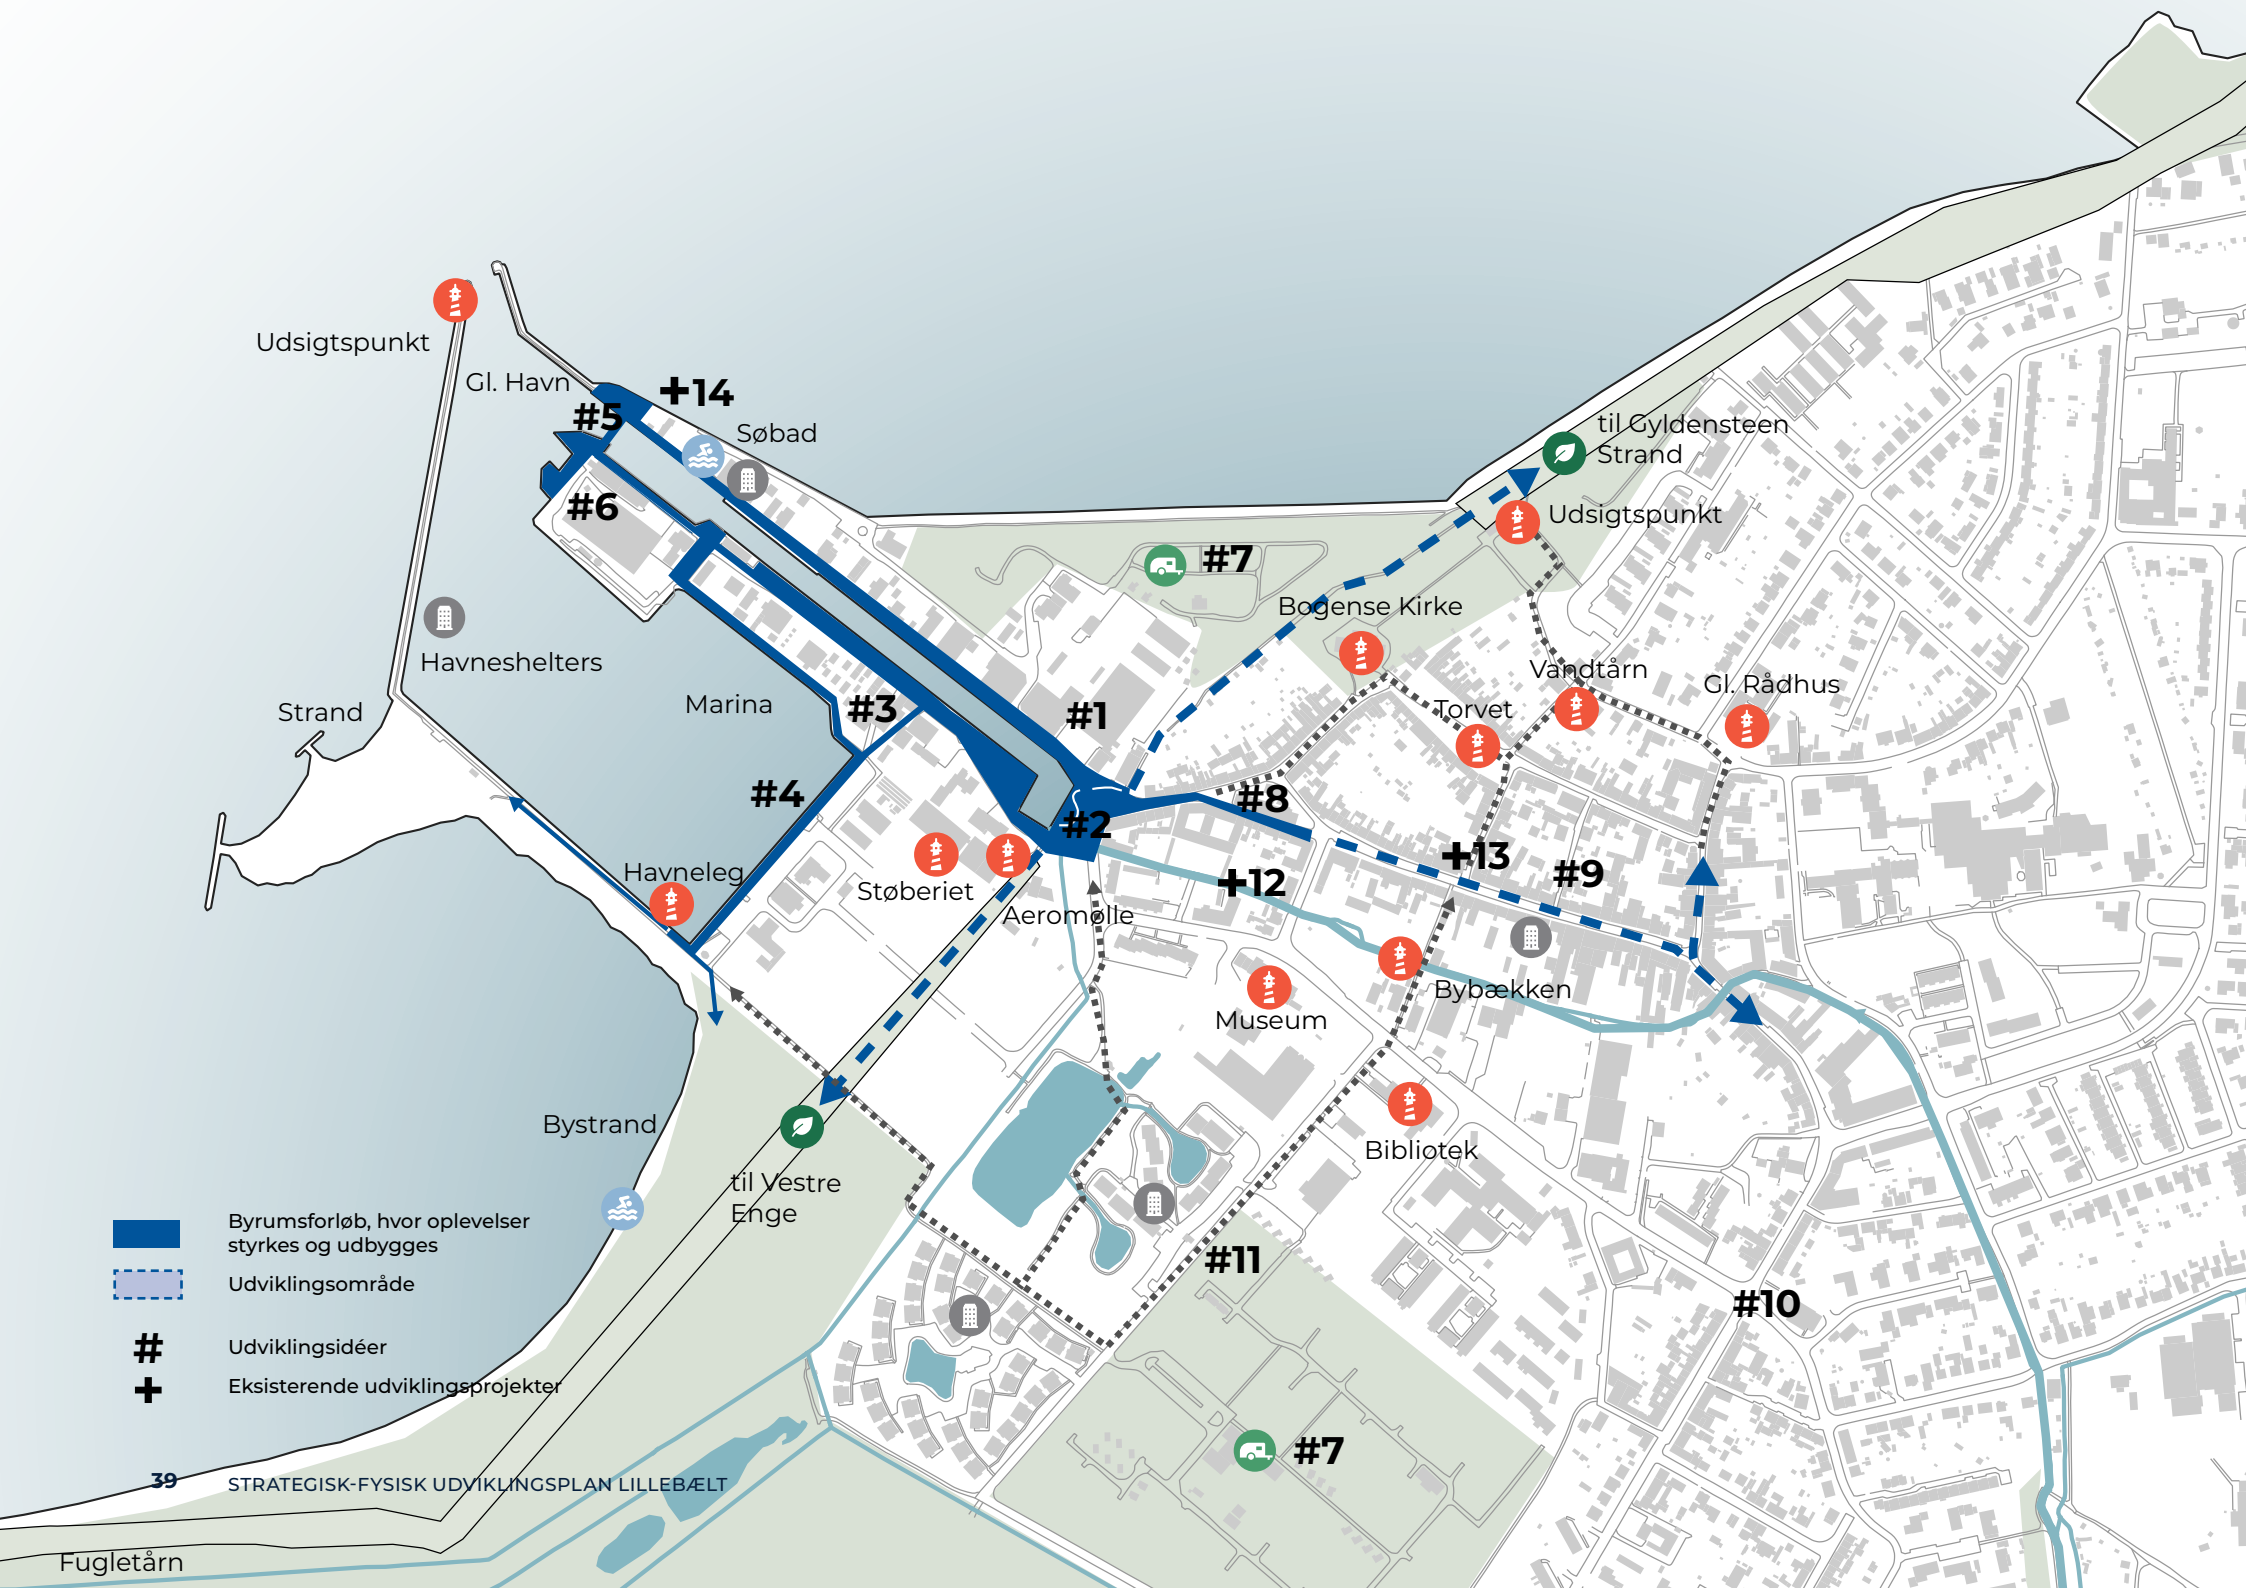 Udsigtspunkt
Gl. Havn
#5
+14
Søbad
#6
til Gyldensteen
Strand
Udsigtspunkt
#7
Bogense Kirke
Havneshelters
Vandtårn
Gl. Rådhus
Strand
Marina
#3
#1
Torvet
#4
#2
#8
+13
#9
Havneleg
Støberiet
+12
Aeromølle
Bybækken
Museum
Bystrand
Bibliotek
til Vestre
Enge
#11
#10
#7
Byrumsforløb, hvor oplevelser
styrkes og udbygges
Udviklingsområde
# Udviklingsidéer
+ Eksisterende udviklingsprojekter
39 STRATEGISK-FYSISK UDVIKLINGSPLAN LILLEBÆLT
Fugletårn